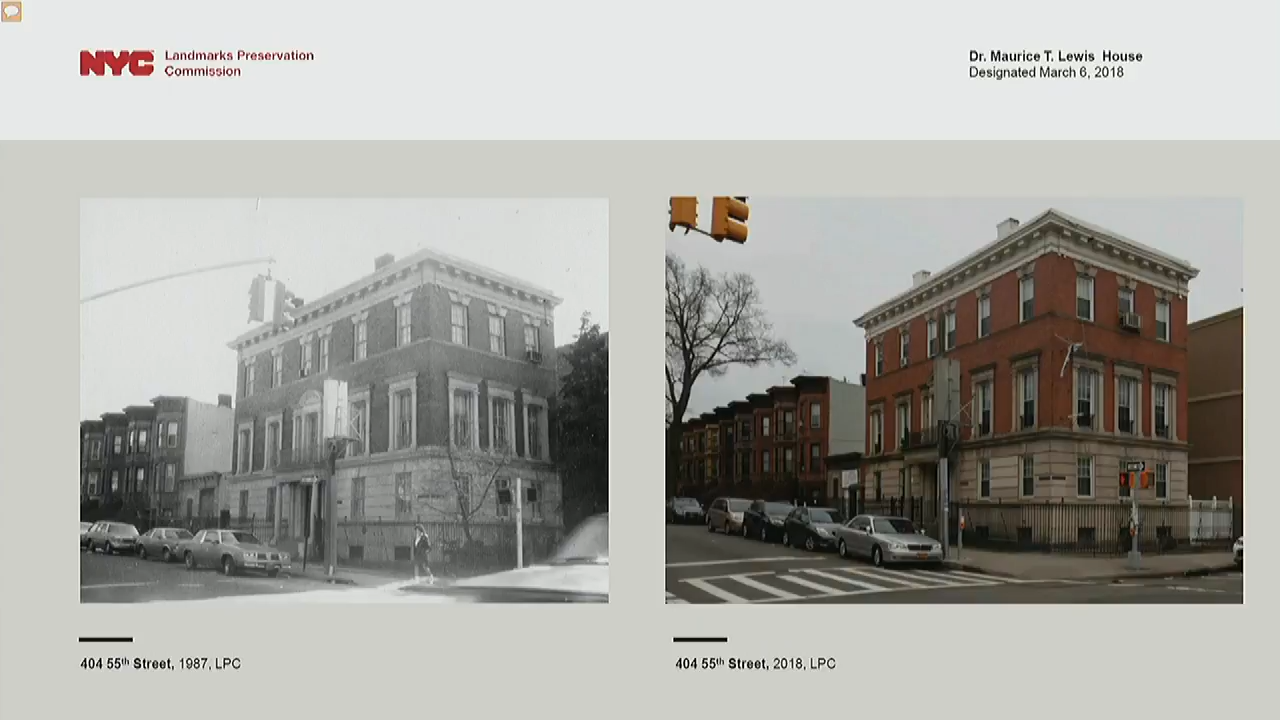 NYC
Landmarks Preservation
Commission
Dr. Maurice T. Lewis House
Designated March 6, 2018
404 55th Street, 1987, LPC
404 55th Street, 2018, LPC